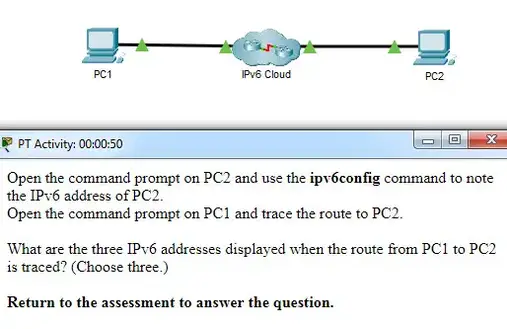 PC1
IPv6 Cloud
PC2
PT Activity: 00:00:50
Open the command prompt on PC2 and use the ipv6config command to note
the IPv6 address of PC2.
Open the command prompt on PC1 and trace the route to PC2.
What are the three IPv6 addresses displayed when the route from PC1 to PC2
is traced? (Choose three.)
Return to the assessment to answer the question.